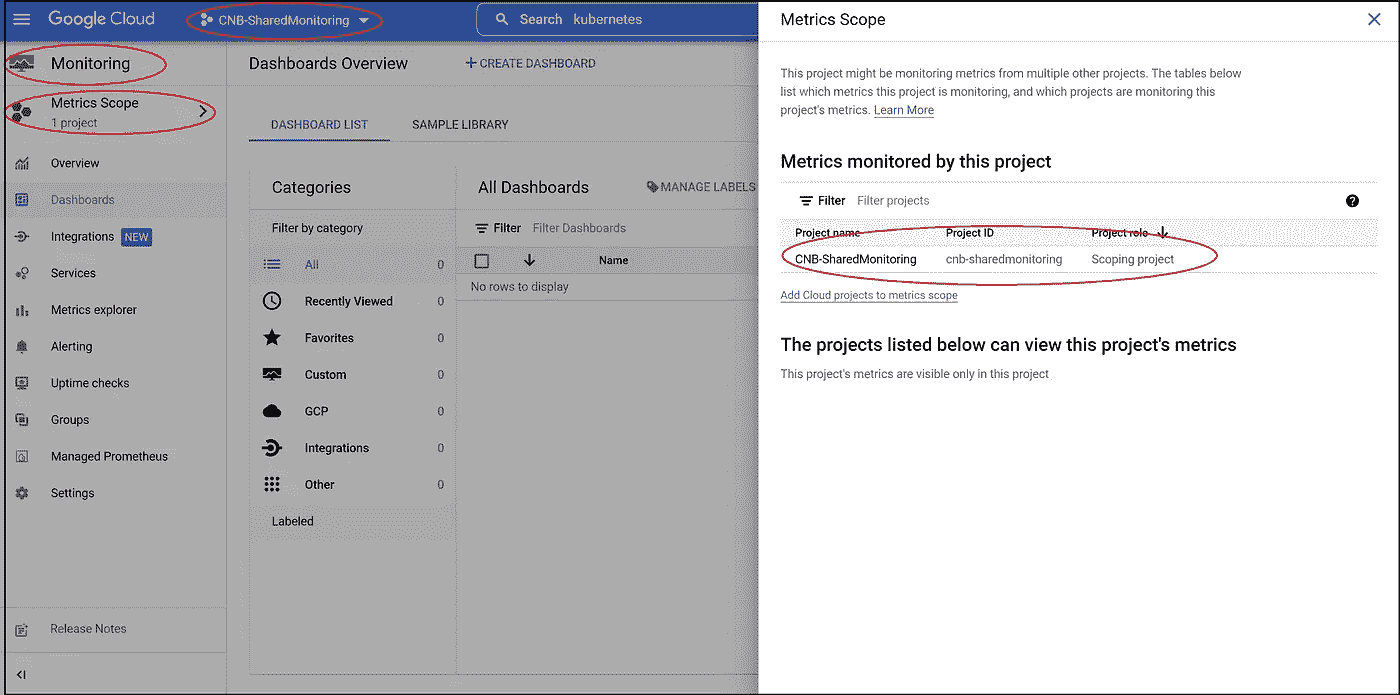 Google Cloud
CNB-SharedMonitoring
Search kubernetes
Monitoring
Metrics Scope
1 project
Overview
Dashboards
Integrations NEW
Services
Metrics explorer
Alerting
Uptime checks
Groups
Managed Prometheus
Settings
Release Notes
Dashboards Overview
CREATE DASHBOARD
DASHBOARD LIST
SAMPLE LIBRARY
Categories
Filter by category
All 0
Recently Viewed 0
Favorites 0
Custom 0
GCP 0
Integrations 0
Other 0
Labeled
All Dashboards
MANAGE LABELS
Filter Filter Dashboards
Name
No rows to display
Metrics Scope
This project might be monitoring metrics from multiple other projects. The tables below
list which metrics this project is monitoring, and which projects are monitoring this
project's metrics. Learn More
Metrics monitored by this project
Filter Filter projects
Project name Project ID Project role
CNB-SharedMonitoring cnb-sharedmonitoring Scoping project
Add Cloud projects to metrics scope
The projects listed below can view this project's metrics
This project's metrics are visible only in this project